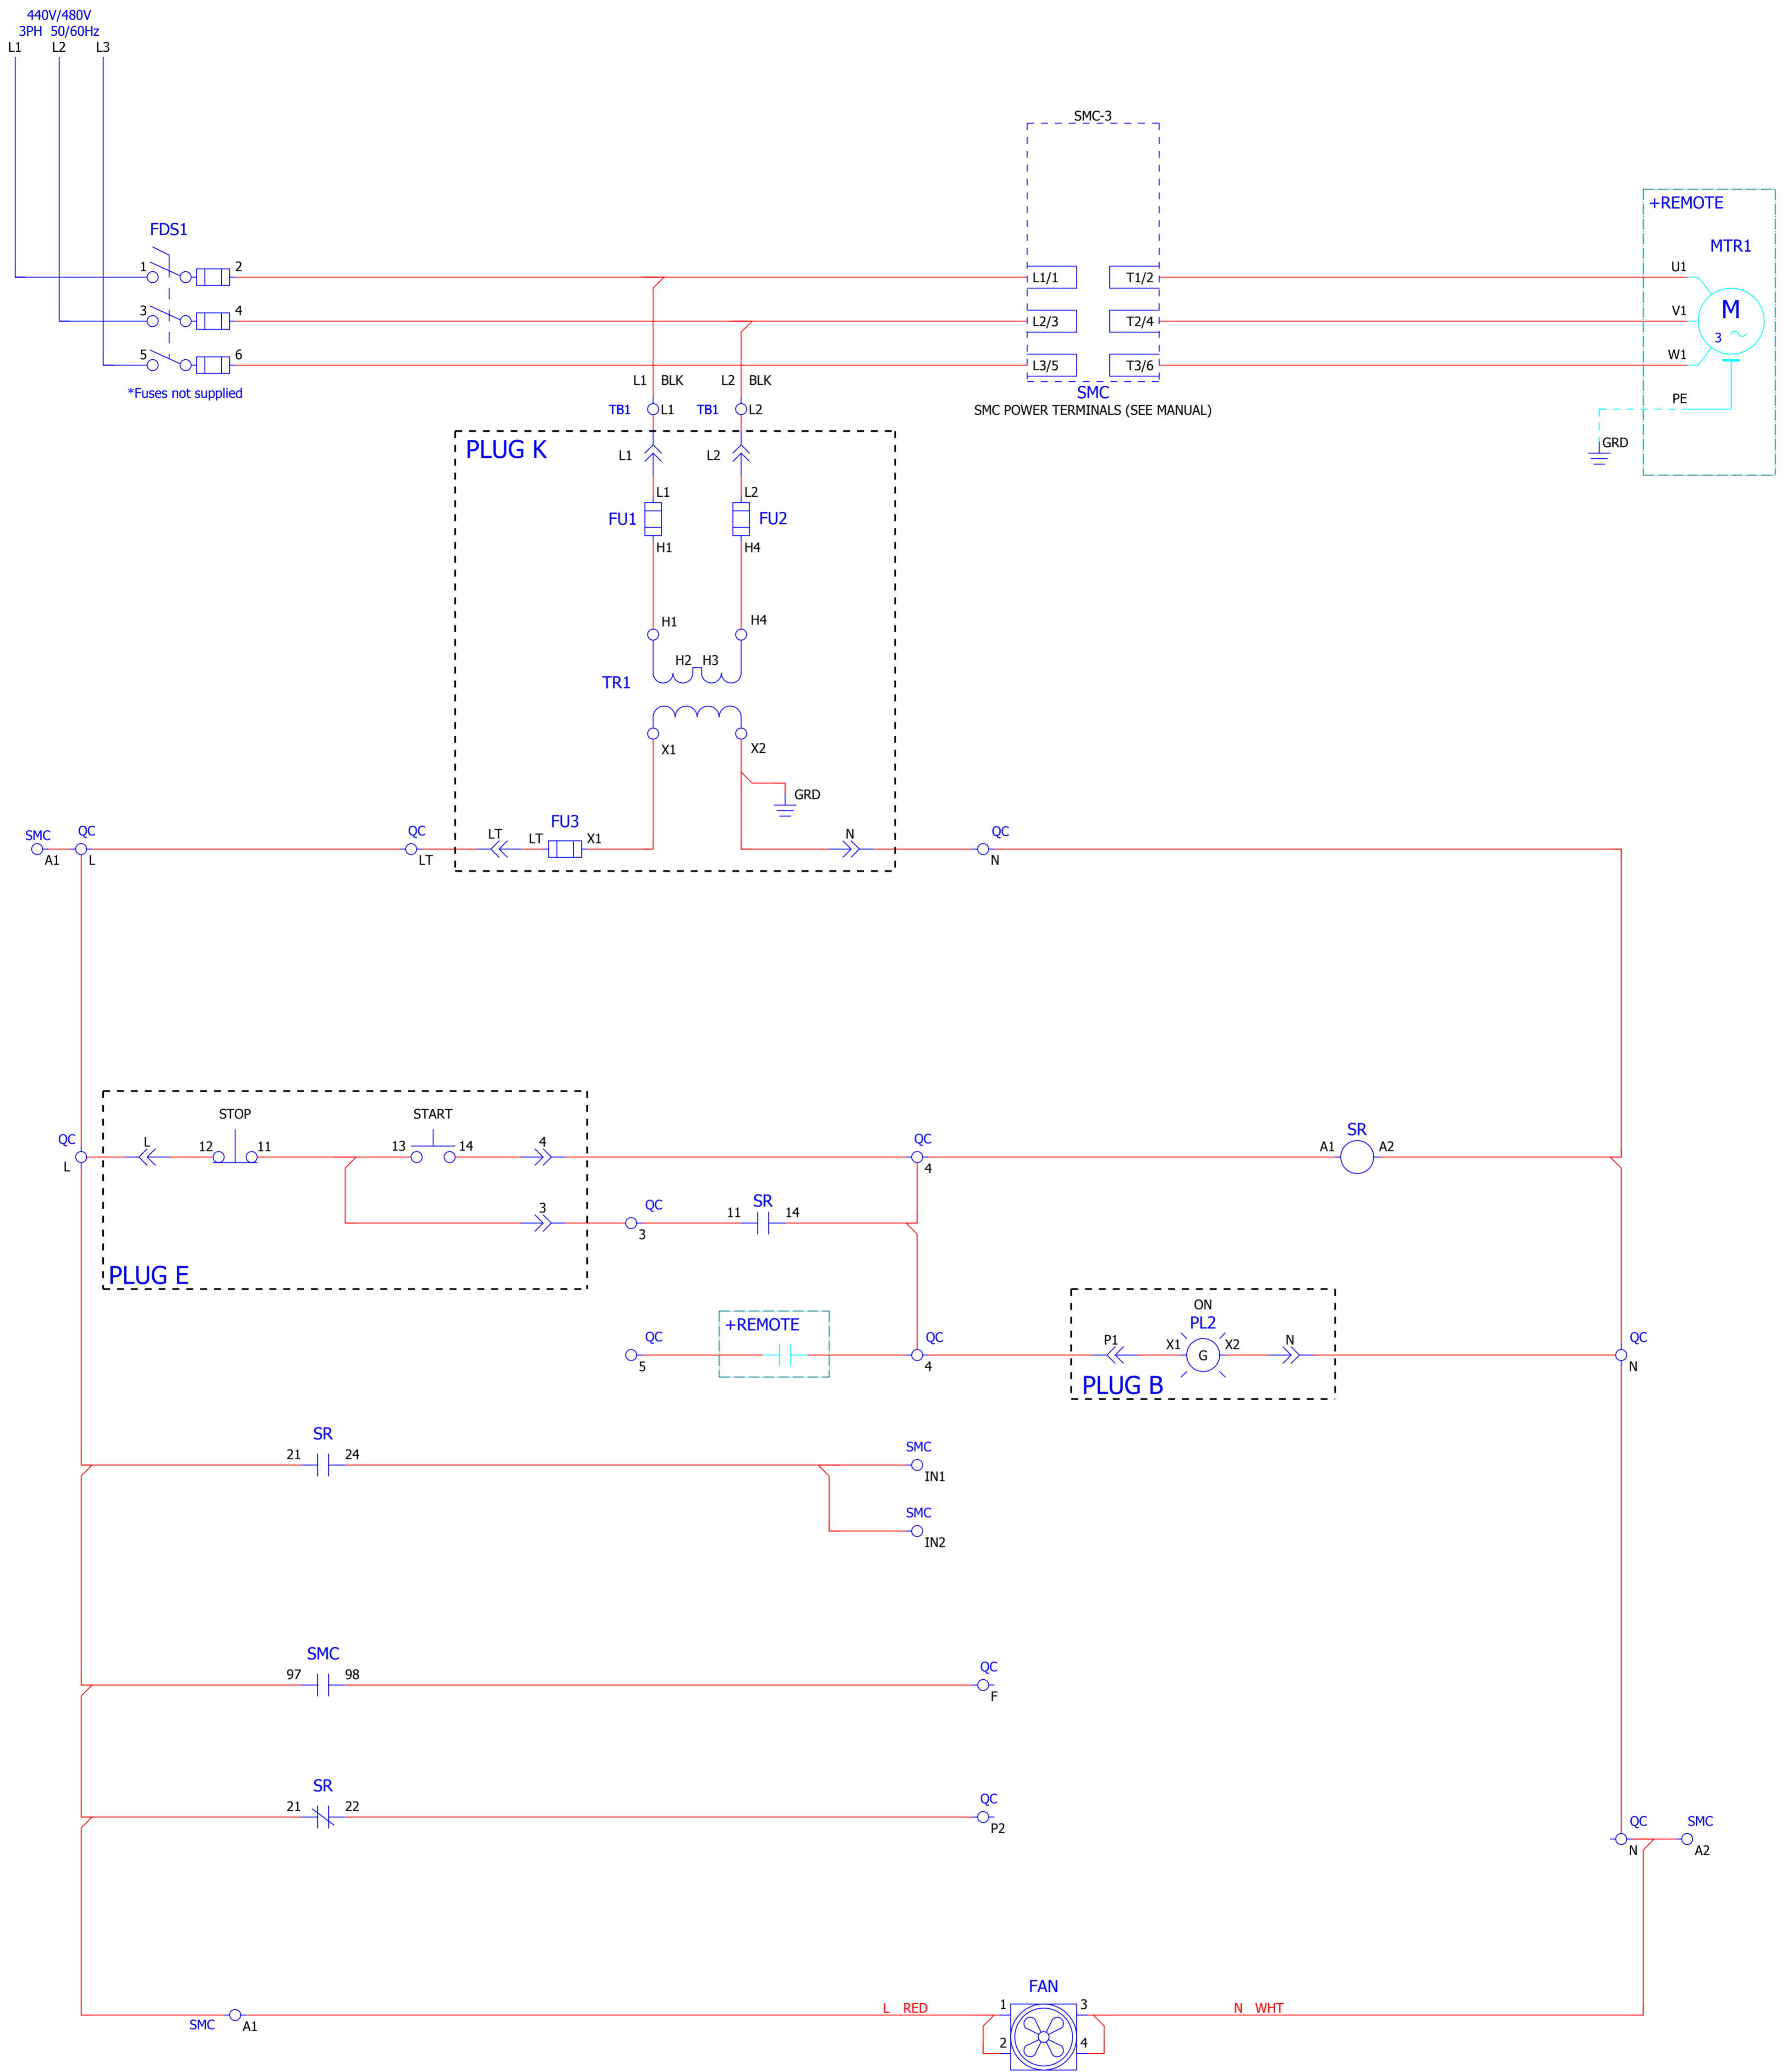 440V/480V
3PH 50/60Hz
L1 L2 L3
SMC-3
+REMOTE
MTR1
FDS1
1 2
L1/1 T1/2
U1
3 4
L2/3 T2/4
V1
M
3
5 6
L3/5 T3/6
W1
*Fuses not supplied
L1 BLK L2 BLK
SMC
SMC POWER TERMINALS (SEE MANUAL)
PE
GRD
TB1 L1 TB1 L2
PLUG K
L1 L2
L1 L2
FU1 FU2
H1 H4
H1 H4
H2 H3
TR1
X1 X2
GRD
SMC
A1
QC
L
QC
LT
LT
FU3
LT X1
N
QC
N
STOP START
QC
L
L
12 11
13 14
4
QC
4
SR
A1 A2
3
QC
3
SR
11 14
PLUG E
QC
5
+REMOTE
QC
4
ON
PL2
P1 X1 G X2 N
PLUG B
QC
N
SR
21 24
SMC
IN1
SMC
IN2
SMC
97 98
QC
F
SR
21 22
QC
P2
QC
N
SMC
A2
FAN
SMC
A1
L RED
1 3
2 4
N WHT